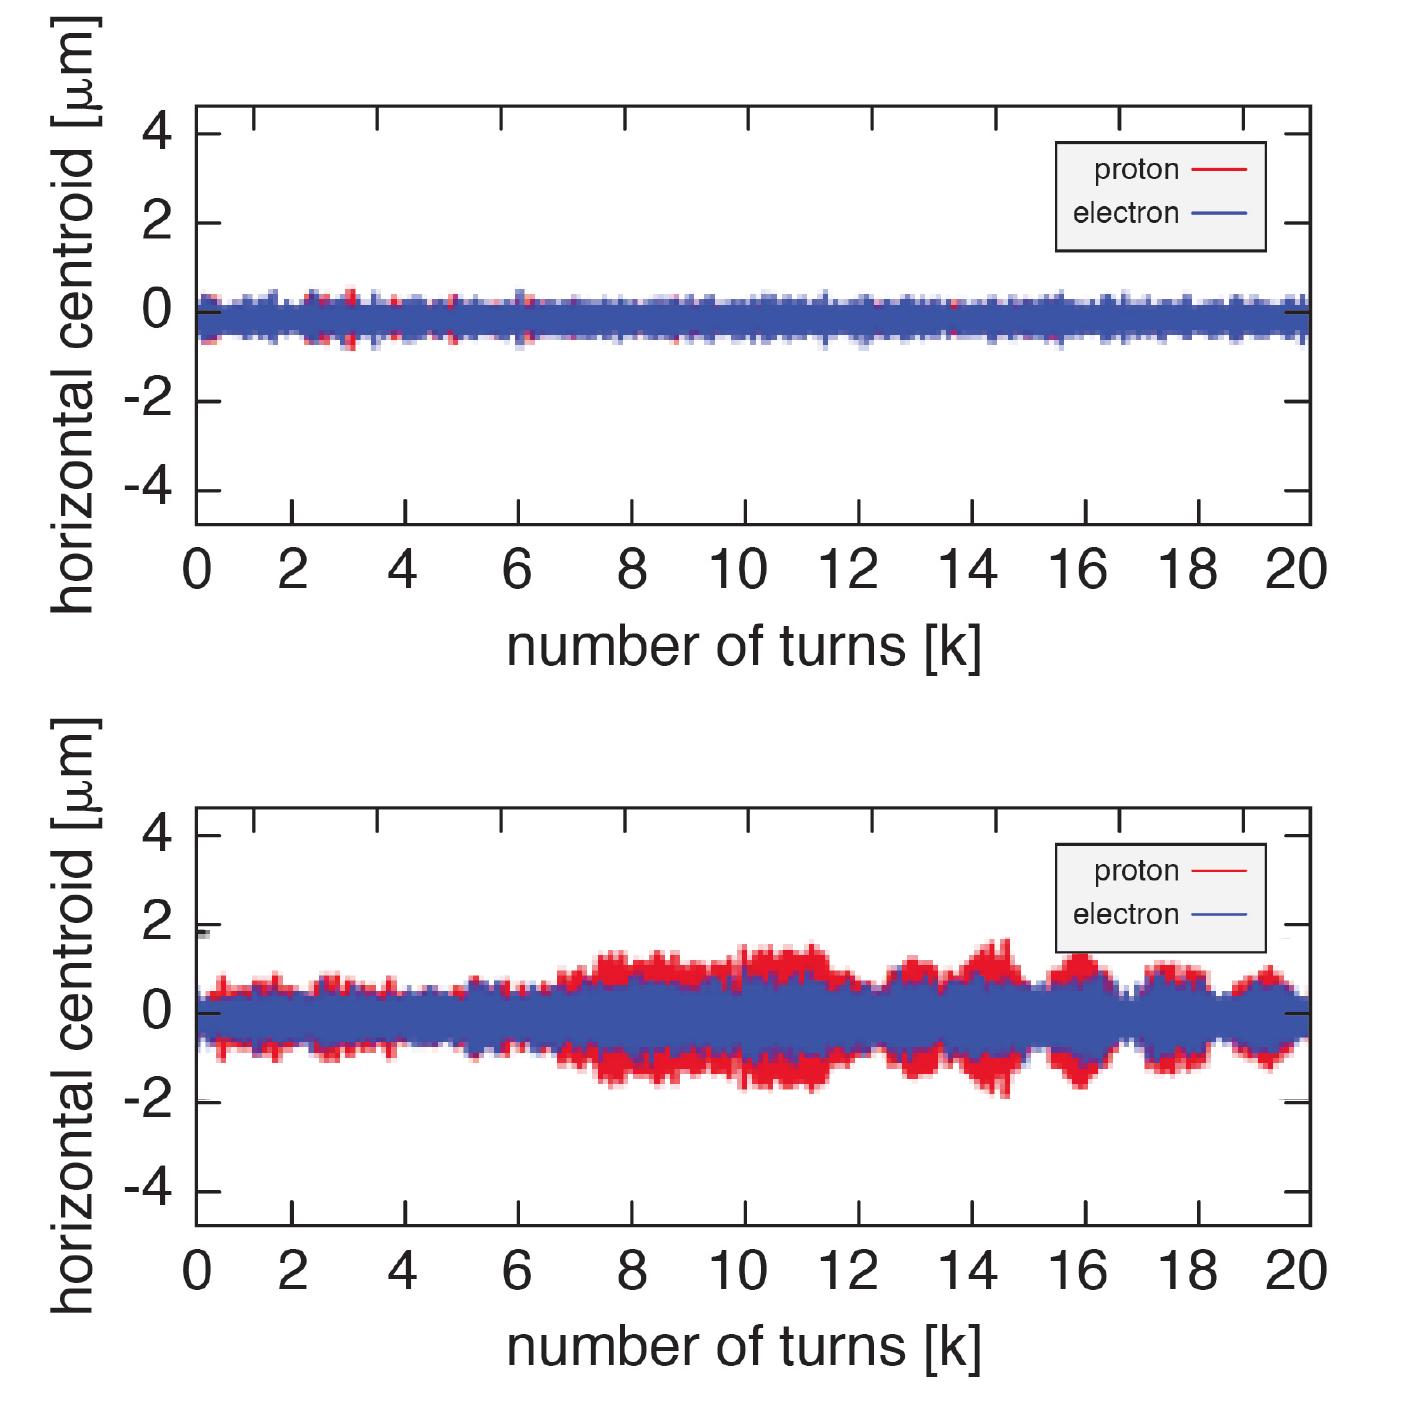 horizontal centroid [μm]
4
2
0
-2
-4
proton
electron
0 2 4 6 8 10 12 14 16 18 20
number of turns [k]
horizontal centroid [μm]
4
2
0
-2
-4
proton
electron
0 2 4 6 8 10 12 14 16 18 20
number of turns [k]